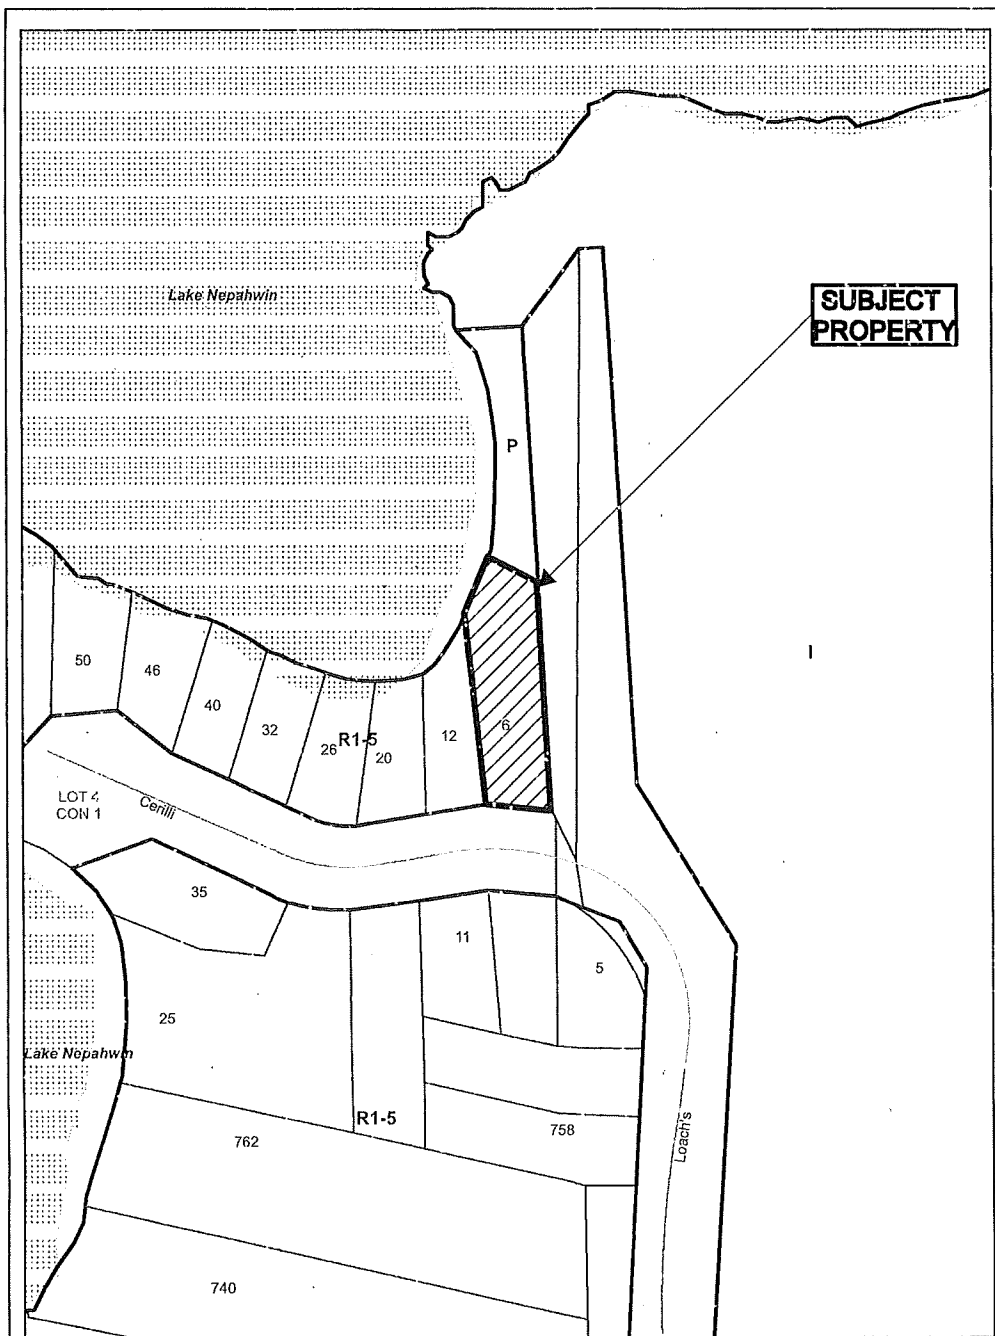 Lake Nepahwin
SUBJECT
PROPERTY
P
I
50
46
40
32
26
R1-5
20
12
6
LOT 4
CON 1
Cerilli
35
11
5
25
Lake Nepahwin
R1-5
762
758
Loach's
740